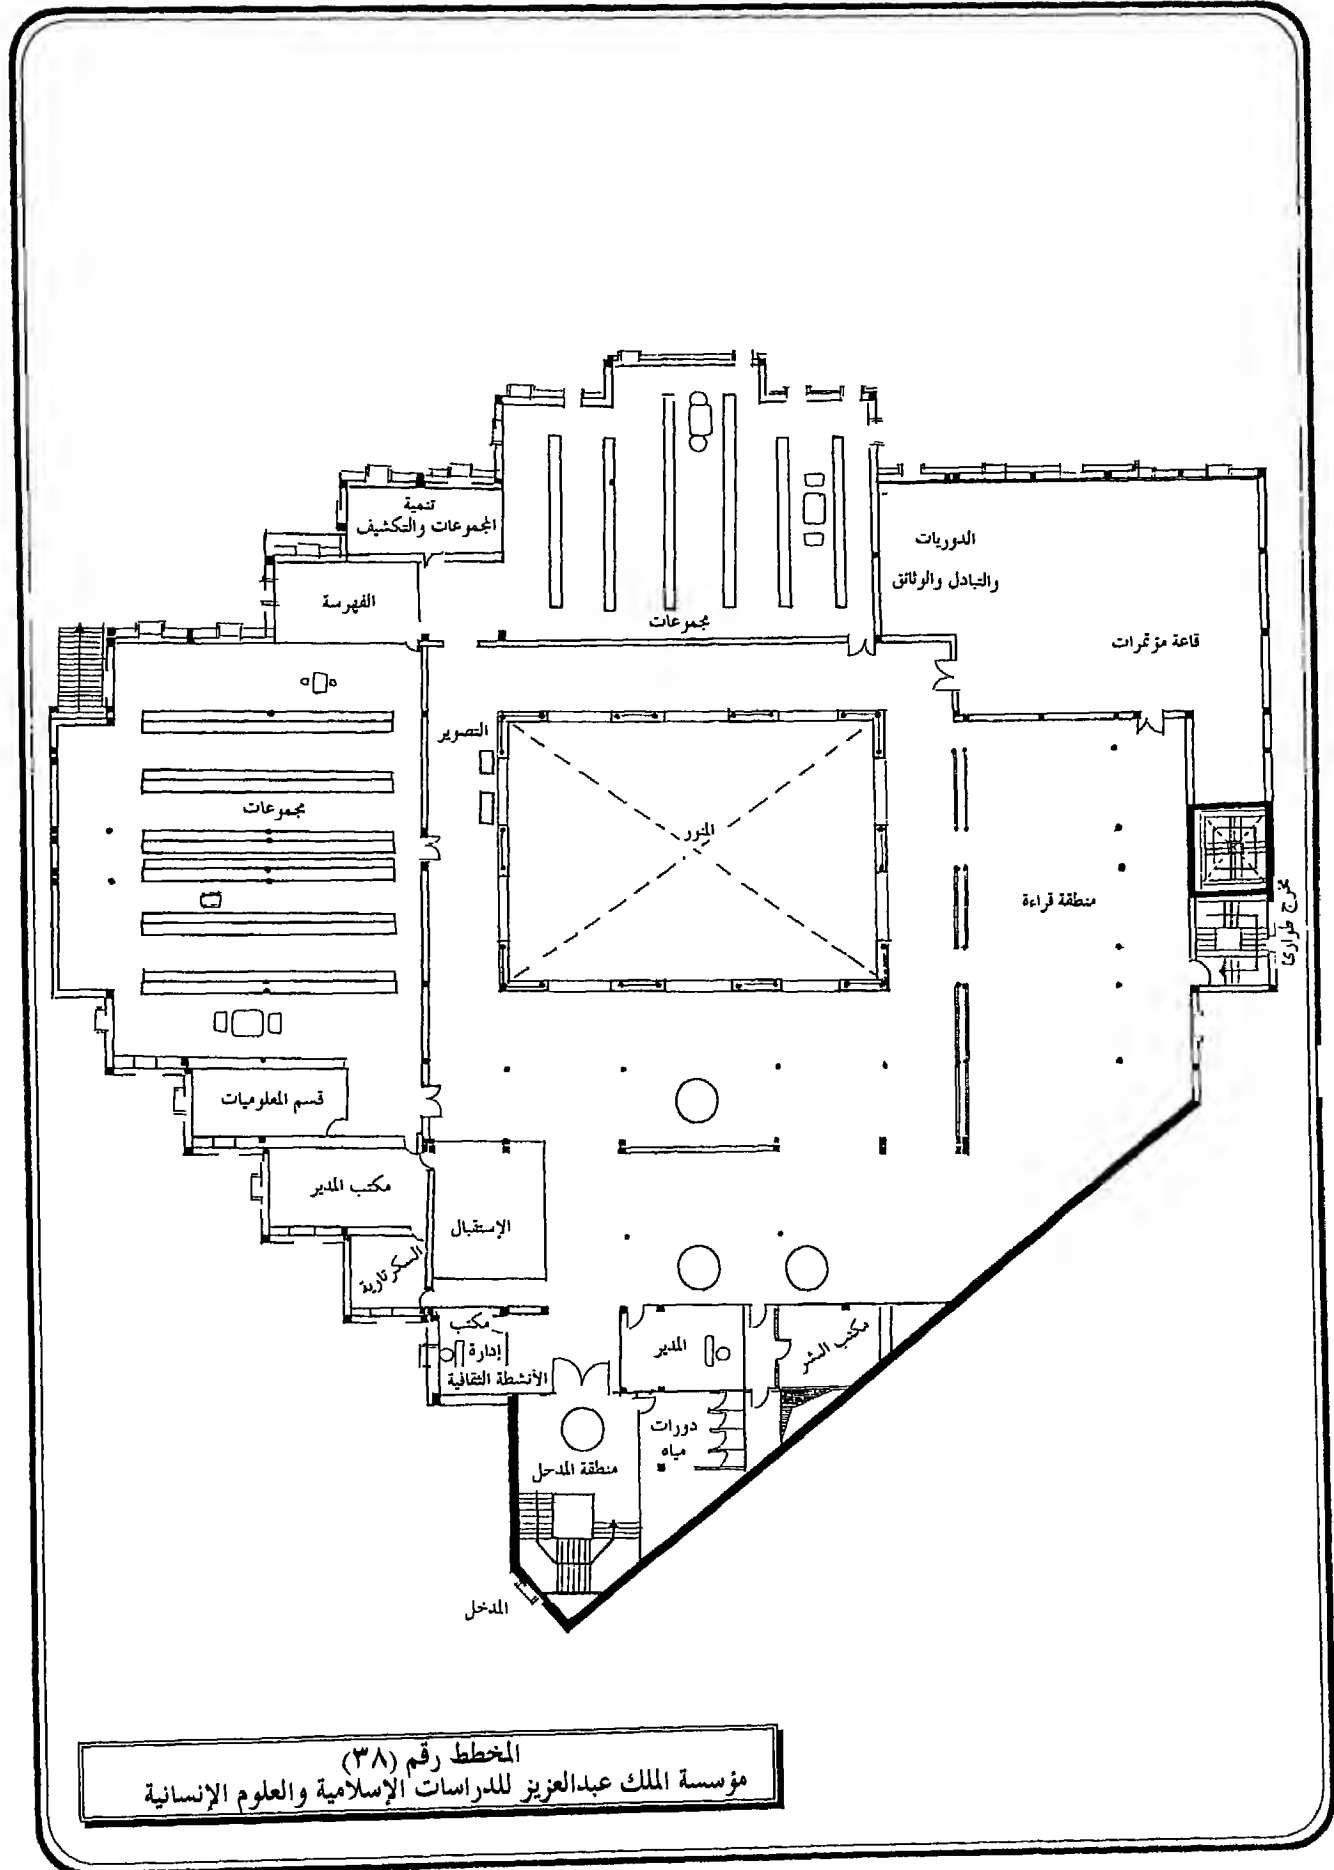 تنمية
المجموعات والتكشيف
الدوريات
والتبادل والوثائق
الفهرسة
مجموعات
قاعة مؤتمرات
التصوير
مجموعات
المنور
منطقة قراءة
مخرج طوارئ
قسم المعلوميات
مكتب المدير
الإستقبال
السكرتارية
مكتب
إدارة
الأنشطة الثقافية
المدير
مكتب النشر
دورات
مياه
منطقة المدخل
المدخل
المخطط رقم (٣٨)
مؤسسة الملك عبدالعزيز للدراسات الإسلامية والعلوم الإنسانية